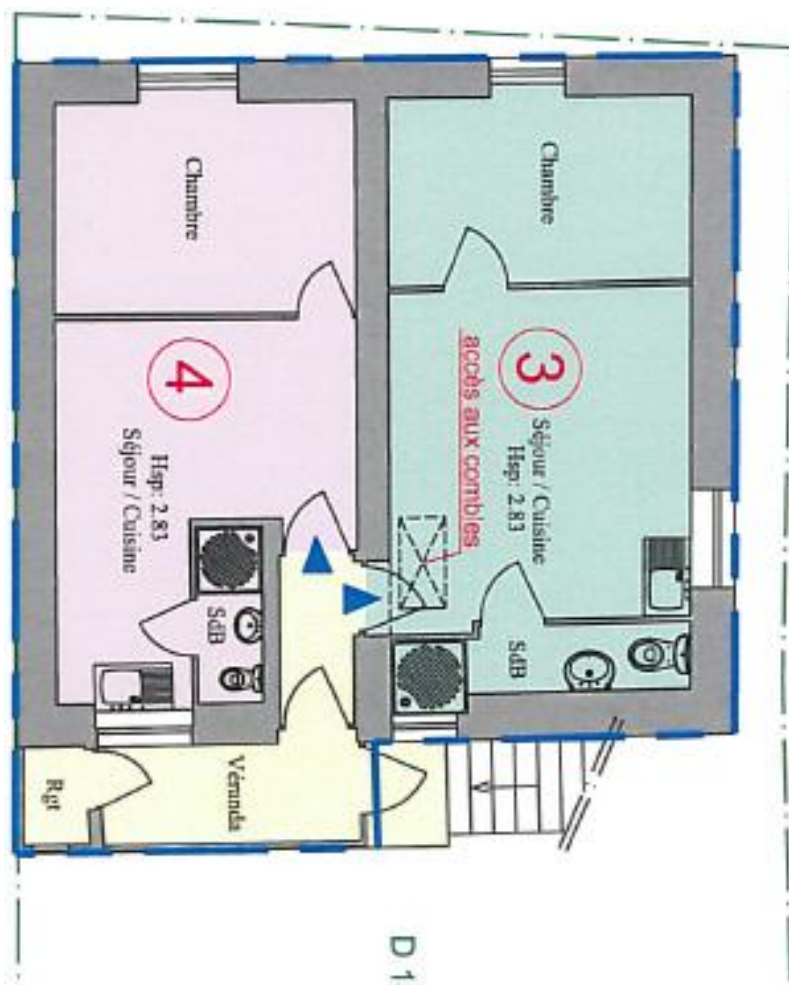 Chambre
Chambre
4
3
accès aux combles
Séjour / Cuisine
Hsp: 2.83
Hsp: 2.83
Séjour / Cuisine
SdB
SdB
Rgt
Véranda
D 1